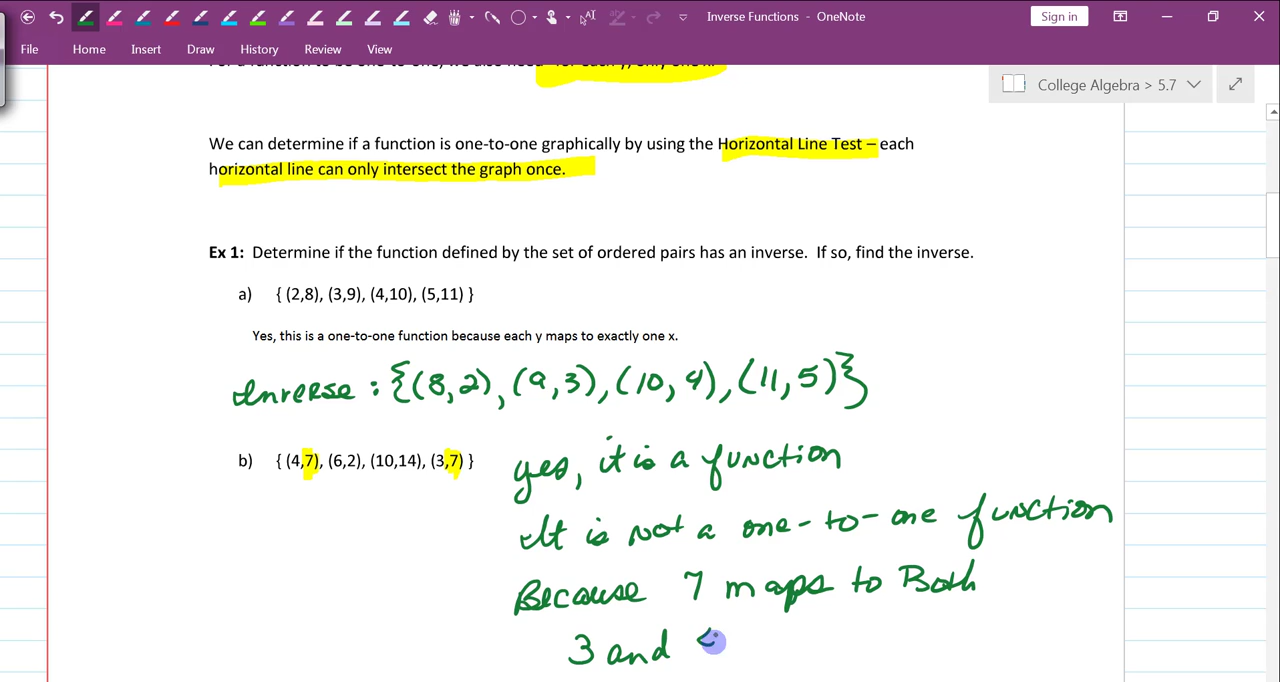 Inverse Functions - OneNote
Sign in
File Home Insert Draw History Review View
College Algebra > 5.7
We can determine if a function is one-to-one graphically by using the Horizontal Line Test – each
horizontal line can only intersect the graph once.
Ex 1: Determine if the function defined by the set of ordered pairs has an inverse. If so, find the inverse.
a) { (2,8), (3,9), (4,10), (5,11) }
Yes, this is a one-to-one function because each y maps to exactly one x.
Inverse : {(8,2), (9,3), (10,4), (11,5)}
b) { (4,7), (6,2), (10,14), (3,7) }
yes, it is a function
It is not a one-to-one function
Because 7 maps to Both
3 and